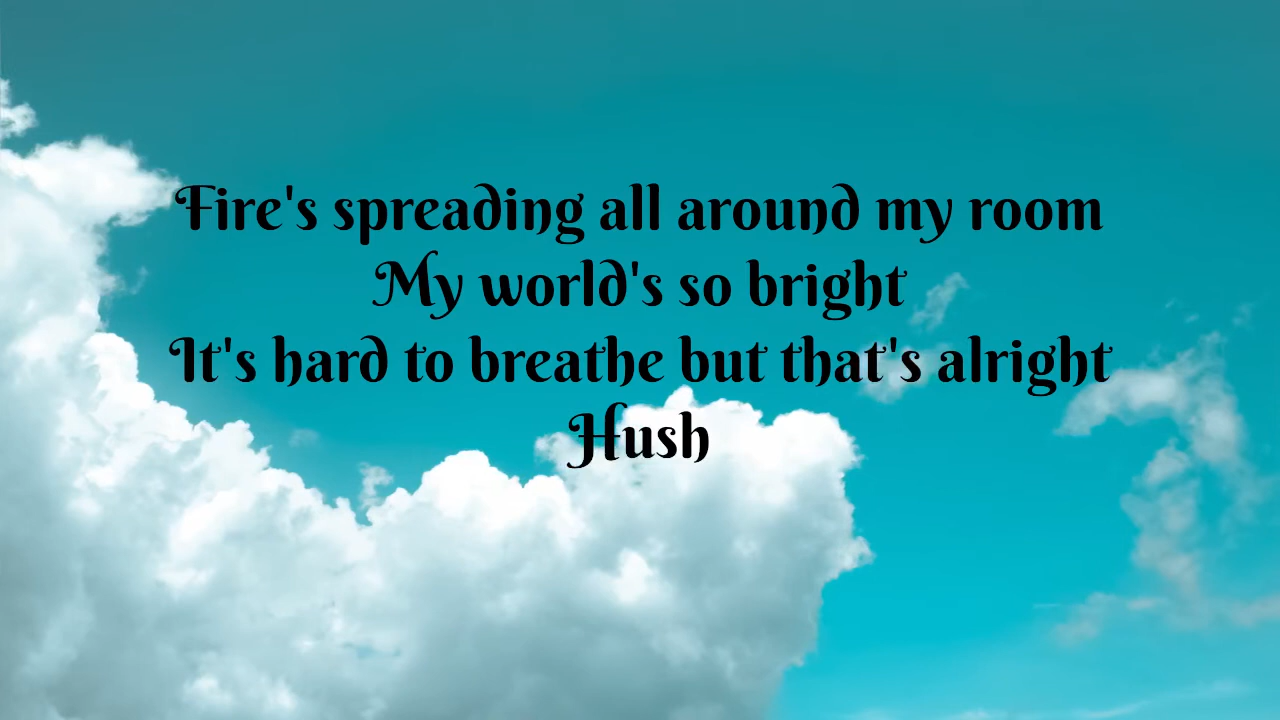 Fire's spreading all around my room
My world's so bright
It's hard to breathe but that's alright
Hush